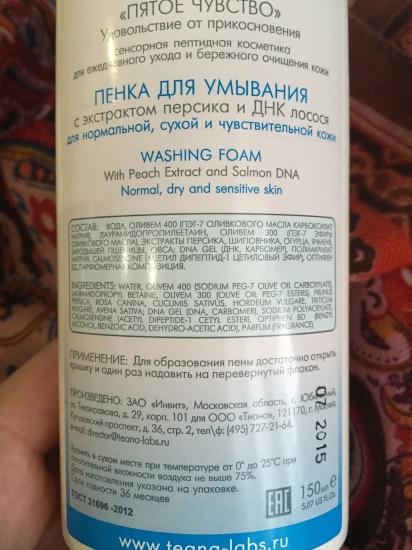 «ПЯТОЕ ЧУВСТВО»
Удовольствие от прикосновения
сенсорная пептидная косметика
для ежедневного ухода и бережного очищения кожи
ПЕНКА ДЛЯ УМЫВАНИЯ
с экстрактом персика и ДНК лосося
для нормальной, сухой и чувствительной кожи
WASHING FOAM
With Peach Extract and Salmon DNA
Normal, dry and sensitive skin
СОСТАВ: ВОДА, ОЛИВЕМ 400 (ПЭГ-7 ОЛИВКОВОГО МАСЛА КАРБОКСИЛАТ
НАТРИЯ), ЛАУРАМИДОПРОПИЛБЕТАИН, ОЛИВЕМ 300 (ПЭГ-7 ЭФИРЫ
ОЛИВКОВОГО МАСЛА), ЭКСТРАКТЫ ПЕРСИКА, ШИПОВНИКА, ОГУРЦА, ЯЧМЕНЯ,
ЗАРОДЫШЕЙ ПШЕНИЦЫ, ОВСА; DNA GEL (ДНК, КАРБОМЕР), ПОЛИАКРИЛАТ
НАТРИЯ, CALMOSENSINE (АЦЕТИЛ ДИПЕПТИД-1 ЦЕТИЛОВЫЙ ЭФИР), ОПТИФЕН
БД, ПАРФЮМЕРНАЯ КОМПОЗИЦИЯ.
INGREDIENTS: WATER, OLIVEM 400 (SODIUM PEG-7 OLIVE OIL CARBOXYLATE),
LAURAMIDOPROPYL BETAINE, OLIVEM 300 (OLIVE OIL PEG-7 ESTERS), PRUNUS
PERSICA, ROSA CANINA, CUCUMIS SATIVUS, HORDEUM VULGARE, TRITICUM
VULGARE, AVENA SATIVA; DNA GEL (DNA, CARBOMER), SODIUM POLYACRYLATE,
CALMOSENSINE (ACETYL DIPEPTIDE-1 CETYL ESTER), OPTIPHEN BD (BENZYL
ALCOHOL, BENZOIC ACID, DEHYDRO-ACETIC ACID), PARFUM (FRAGRANCE).
ПРИМЕНЕНИЕ: Для образования пены достаточно открыть
крышку и один раз надавить на перевернутый флакон.
ПРОИЗВЕДЕНО: ЗАО «Инвит», Московская область, г. Юбилейный,
ул. Тихонравова, д. 29, корп. 101 для ООО «Тиана», 121170, г. Москва,
Кутузовский проспект, д. 36, стр. 2, тел\ф: (495) 727-21-64.
e-mail: director@teana-labs.ru
Хранить в сухом месте при температуре от 0° до 25°С при
относительной влажности воздуха не выше 75%.
Дата изготовления указана на упаковке.
Срок годности 36 месяцев
ГОСТ 31696 -2012
07 2015
EAC
150мл e
5,07 US FL.Oz.
www.teana-labs.ru